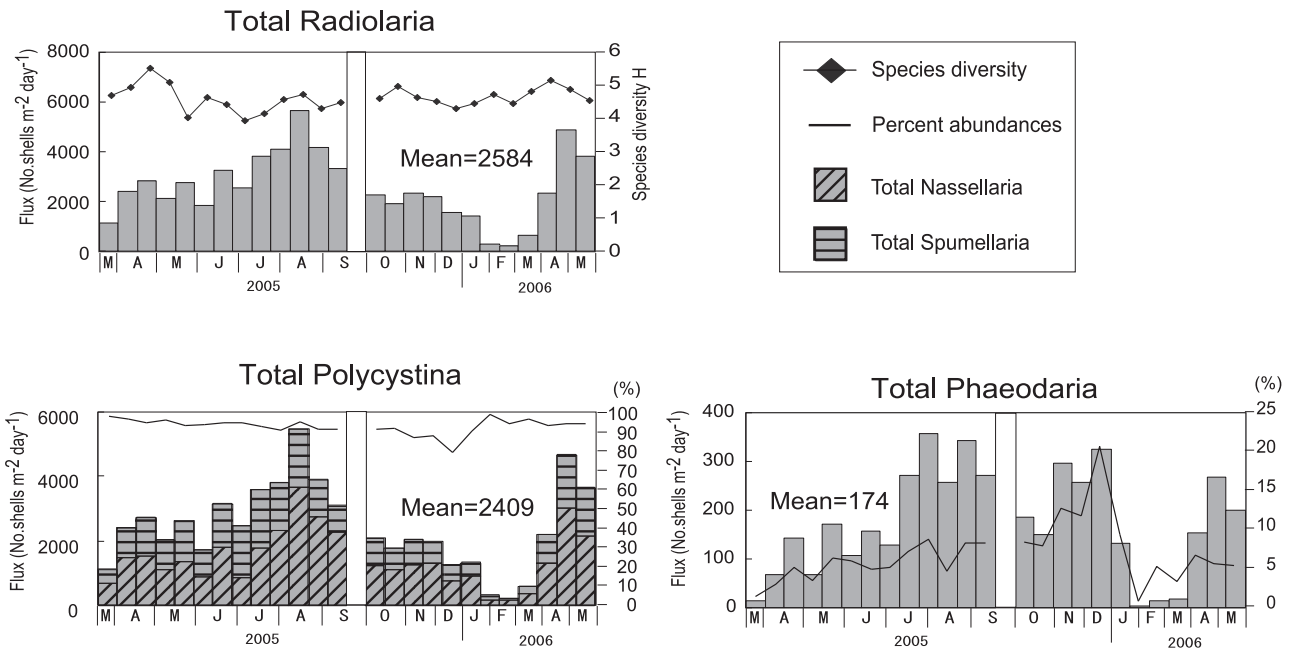 Total Radiolaria
Flux (No.shells m-2 day-1)
8000
6000
4000
2000
0
Mean=2584
6
5
4
3
2
1
0
Species diversity H
M A M J J A S O N D J F M A M
2005 2006
Species diversity
Percent abundances
Total Nassellaria
Total Spumellaria
Total Polycystina
(%)
Flux (No.shells m-2 day-1)
6000
4000
2000
0
Mean=2409
100
90
80
70
60
50
40
30
20
10
0
M A M J J A S O N D J F M A M
2005 2006
Total Phaeodaria
(%)
Flux (No.shells m-2 day-1)
400
300
200
100
0
Mean=174
25
20
15
10
5
0
M A M J J A S O N D J F M A M
2005 2006